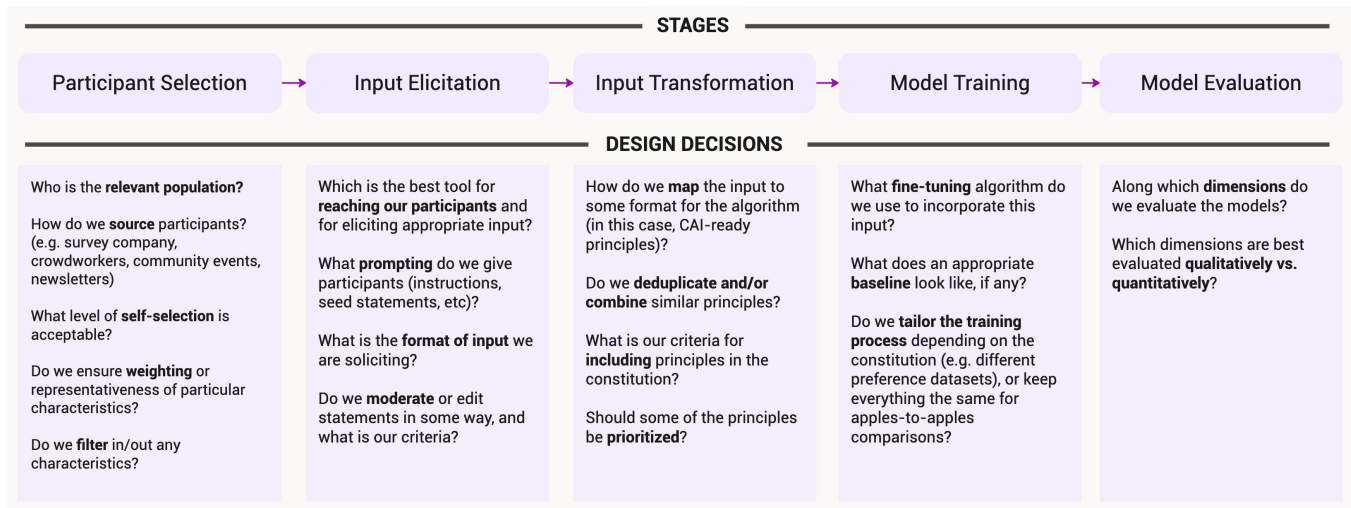 STAGES
Participant Selection
Input Elicitation
Input Transformation
Model Training
Model Evaluation
DESIGN DECISIONS
Who is the relevant population?
How do we source participants?
(e.g. survey company,
crowdworkers, community events,
newsletters)
What level of self-selection is
acceptable?
Do we ensure weighting or
representativeness of particular
characteristics?
Do we filter in/out any
characteristics?
Which is the best tool for
reaching our participants and
for eliciting appropriate input?
What prompting do we give
participants (instructions,
seed statements, etc)?
What is the format of input we
are soliciting?
Do we moderate or edit
statements in some way, and
what is our criteria?
How do we map the input to
some format for the algorithm
(in this case, CAI-ready
principles)?
Do we deduplicate and/or
combine similar principles?
What is our criteria for
including principles in the
constitution?
Should some of the principles
be prioritized?
What fine-tuning algorithm do
we use to incorporate this
input?
What does an appropriate
baseline look like, if any?
Do we tailor the training
process depending on the
constitution (e.g. different
preference datasets), or keep
everything the same for
apples-to-apples
comparisons?
Along which dimensions do
we evaluate the models?
Which dimensions are best
evaluated qualitatively vs.
quantitatively?